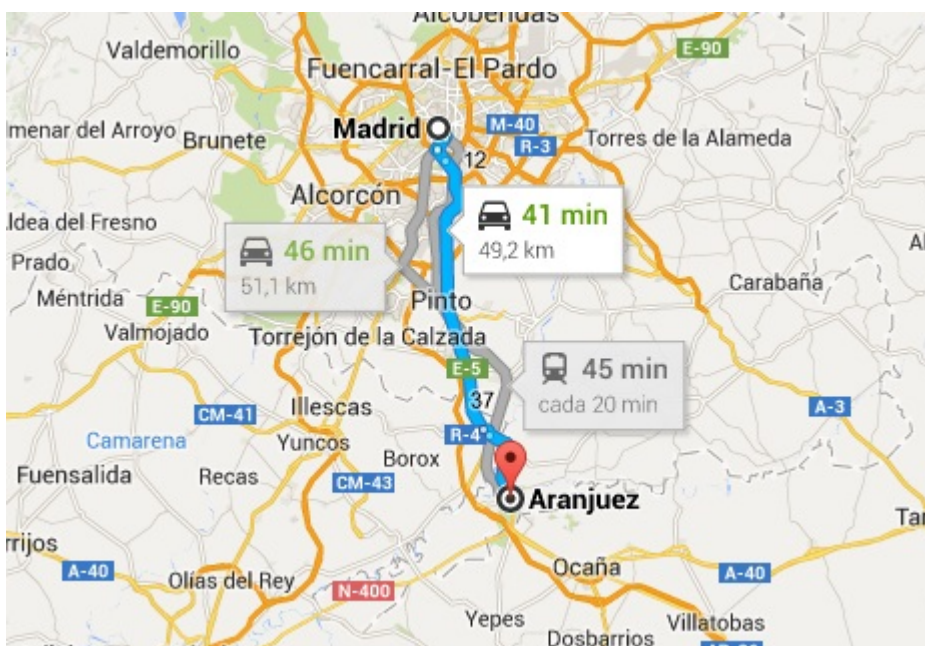 Alcobendas
Valdemorillo
E-90
Fuencarral-El Pardo
menar del Arroyo
Brunete
Madrid
M-40
R-3
Torres de la Alameda
12
Alcorcón
41 min
49,2 km
ldea del Fresno
46 min
51,1 km
Prado
Méntrida
E-90
Pinto
Carabaña
Valmojado
Torrejón de la Calzada
E-5
45 min
cada 20 min
37
A-3
CM-41
Illescas
R-4
Camarena
Yuncos
Borox
Fuensalida
Recas
CM-43
Aranjuez
Tar
rrijos
A-40
Olías del Rey
N-400
Ocaña
A-40
Yepes
Villatobas
Dosbarrios